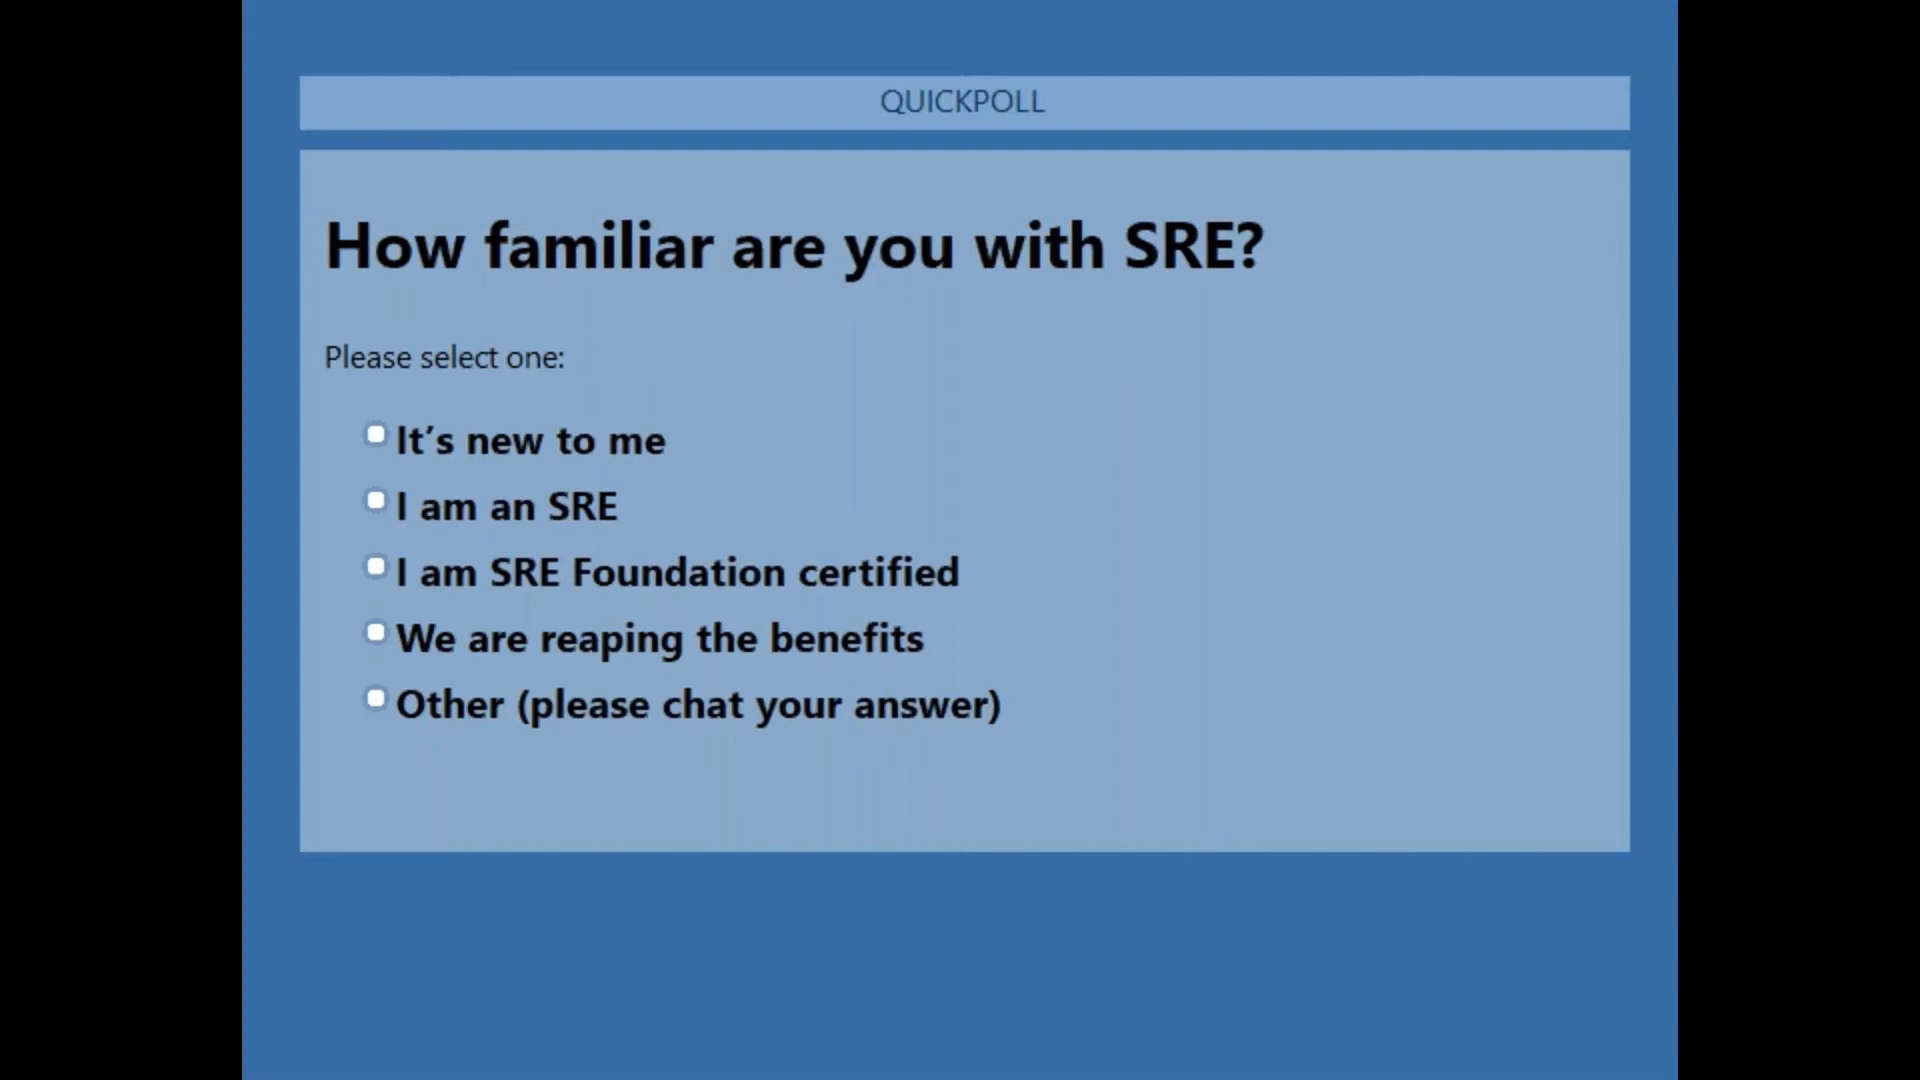 QUICKPOLL
How familiar are you with SRE?
Please select one:
It’s new to me
I am an SRE
I am SRE Foundation certified
We are reaping the benefits
Other (please chat your answer)